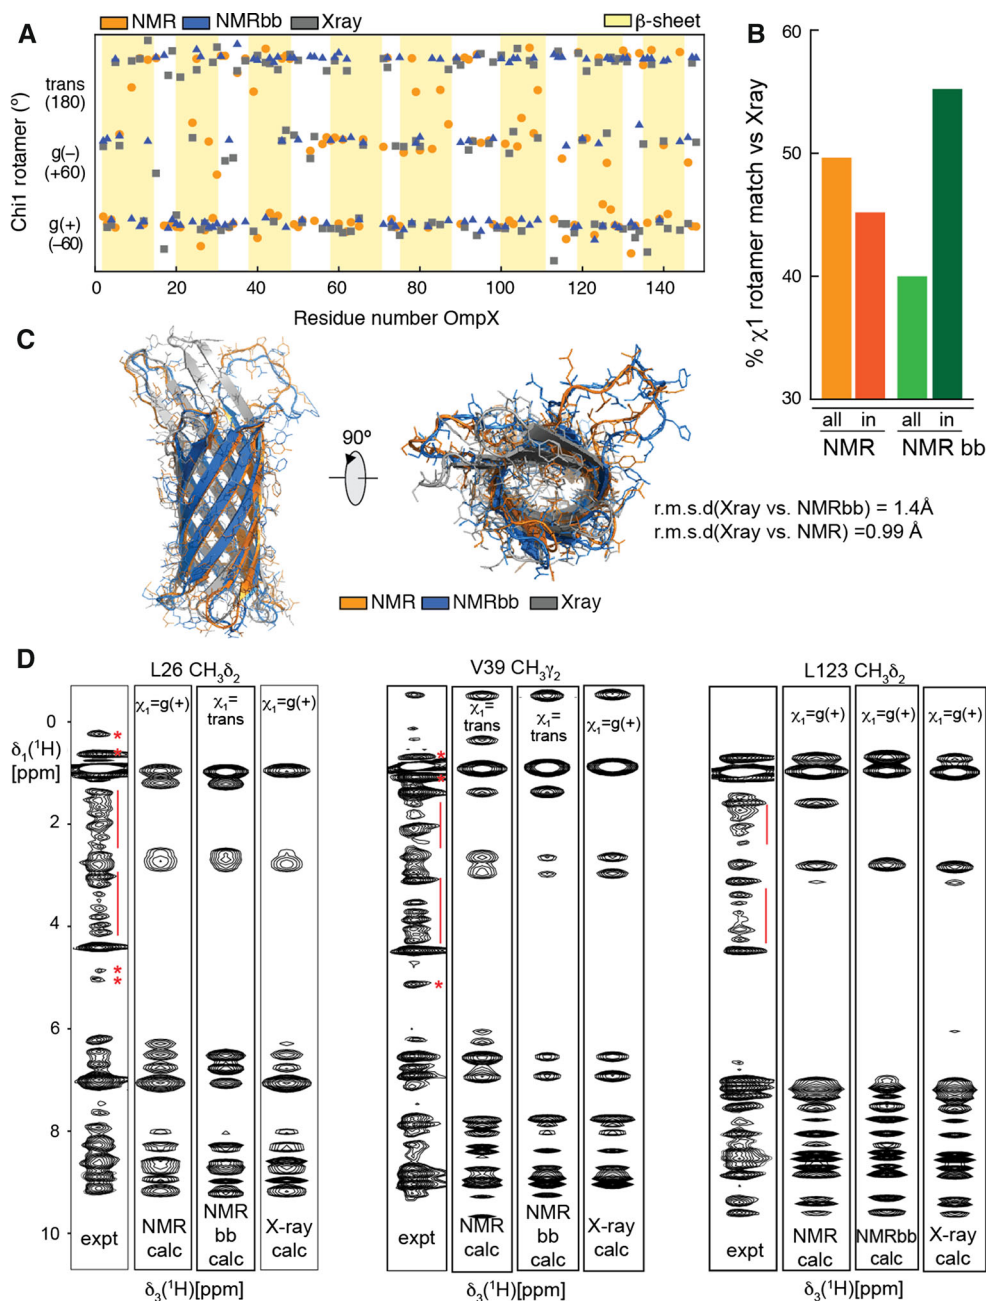 A
NMR NMRbb Xray β-sheet
Chi1 rotamer (°)
trans
(180)
g(−)
(+60)
g(+)
(−60)
0 20 40 60 80 100 120 140
Residue number OmpX
B
% χ1 rotamer match vs Xray
60
50
40
30
all in all in
NMR NMR bb
r.m.s.d(Xray vs. NMRbb) = 1.4Å
r.m.s.d(Xray vs. NMR) =0.99 Å
C
90º
NMR NMRbb Xray
D
L26 CH₃δ₂ V39 CH₃γ₂ L123 CH₃δ₂
δ₁(¹H)
[ppm]
0
2
4
6
8
10
χ₁=g(+)
χ₁=
trans
χ₁=g(+)
* * * *
expt
NMR
calc
NMR
bb
calc
X-ray
calc
χ₁=
trans
χ₁=
trans
χ₁=g(+)
* * *
expt
NMR
calc
NMR
bb
calc
X-ray
calc
χ₁=g(+)
χ₁=g(+)
χ₁=g(+)
expt
NMR
calc
NMRbb
calc
X-ray
calc
δ₃(¹H)[ppm] δ₃(¹H)[ppm] δ₃(¹H)[ppm]